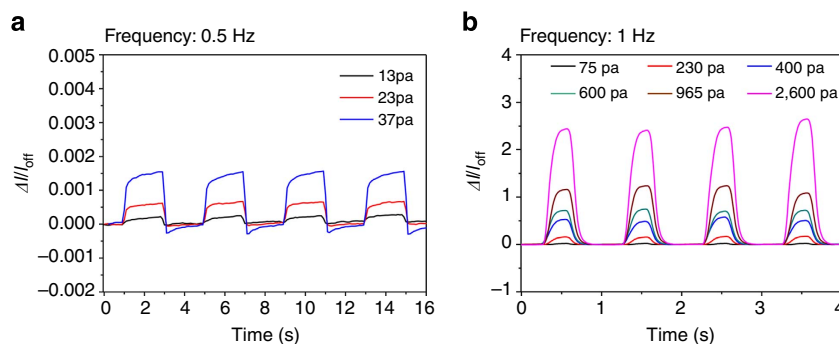 a
Frequency: 0.5 Hz
0.005
0.004
0.003
0.002
0.001
0.000
−0.001
−0.002
ΔI/Ioff
13pa
23pa
37pa
0 2 4 6 8 10 12 14 16
Time (s)
b
Frequency: 1 Hz
4
3
2
1
0
−1
ΔI/Ioff
75 pa 230 pa 400 pa
600 pa 965 pa 2,600 pa
0 1 2 3 4
Time (s)